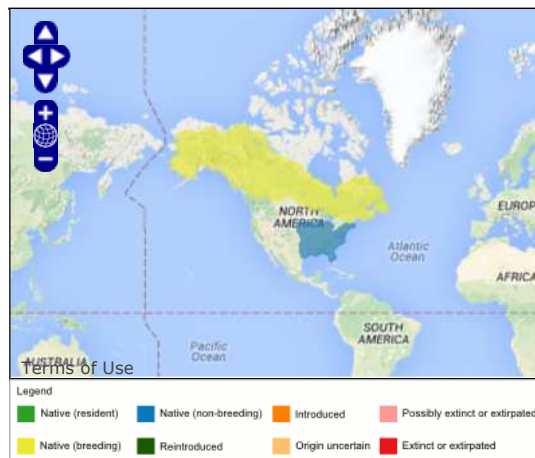 NORTH
AMERICA
EUROP
Atlantic
Ocean
AFRICA
SOUTH
AMERICA
Pacific
Ocean
AUSTRALIA
Terms of Use
Legend
Native (resident) Native (non-breeding) Introduced Possibly extinct or extirpated
Native (breeding) Reintroduced Origin uncertain Extinct or extirpated